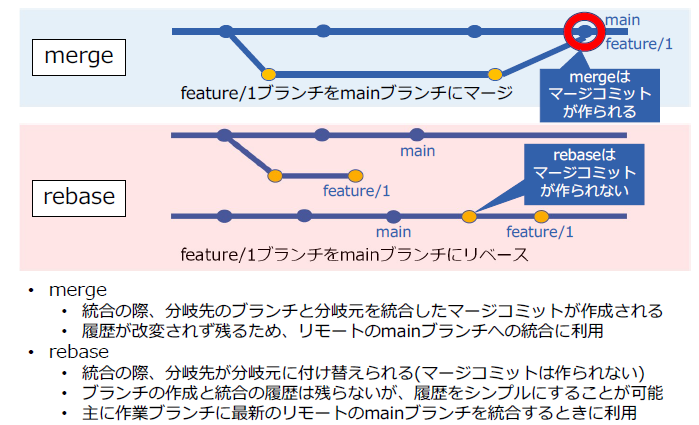 main
feature/1
merge
mergeは
マージコミット
が作られる
feature/1ブランチをmainブランチにマージ
main
rebaseは
マージコミット
が作られない
feature/1
rebase
main
feature/1
feature/1ブランチをmainブランチにリベース
• merge
• 統合の際、分岐先のブランチと分岐元を統合したマージコミットが作成される
• 履歴が改変されず残るため、リモートのmainブランチへの統合に利用
• rebase
• 統合の際、分岐先が分岐元に付け替えられる(マージコミットは作られない)
• ブランチの作成と統合の履歴は残らないが、履歴をシンプルにすることが可能
• 主に作業ブランチに最新のリモートのmainブランチを統合するときに利用